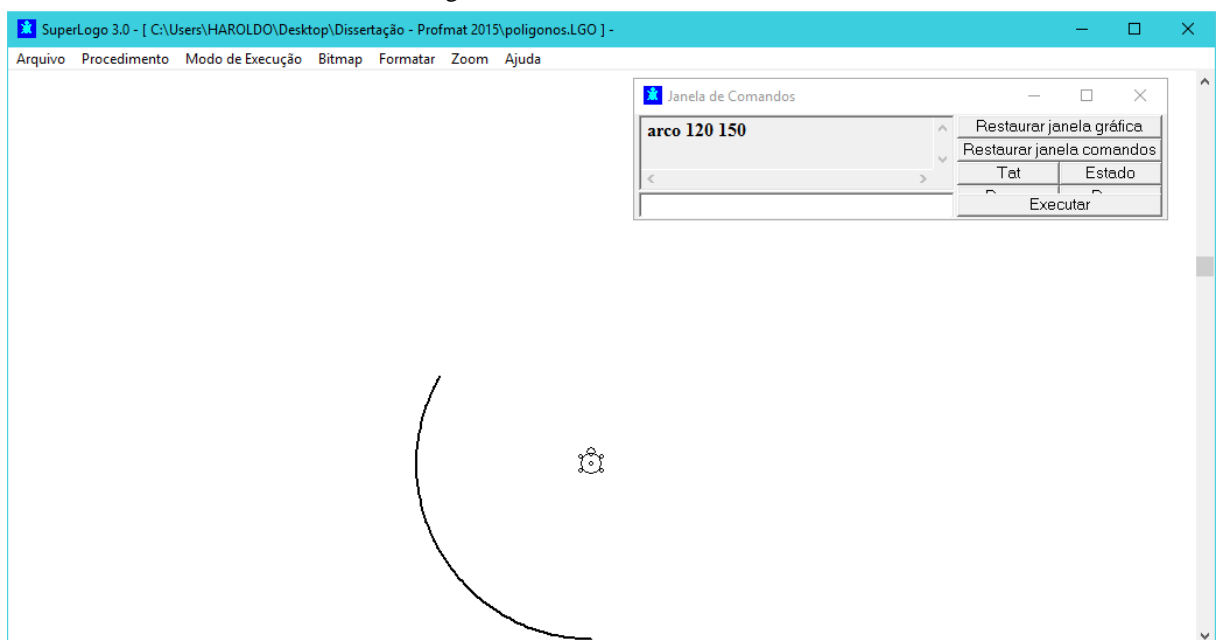 SuperLogo 3.0 - [ C:\Users\HAROLDO\Desktop\Dissertação - Profmat 2015\poligonos.LGO ] -
Arquivo Procedimento Modo de Execução Bitmap Formatar Zoom Ajuda
Janela de Comandos
arco 120 150
Restaurar janela gráfica
Restaurar janela comandos
Tat Estado
Executar